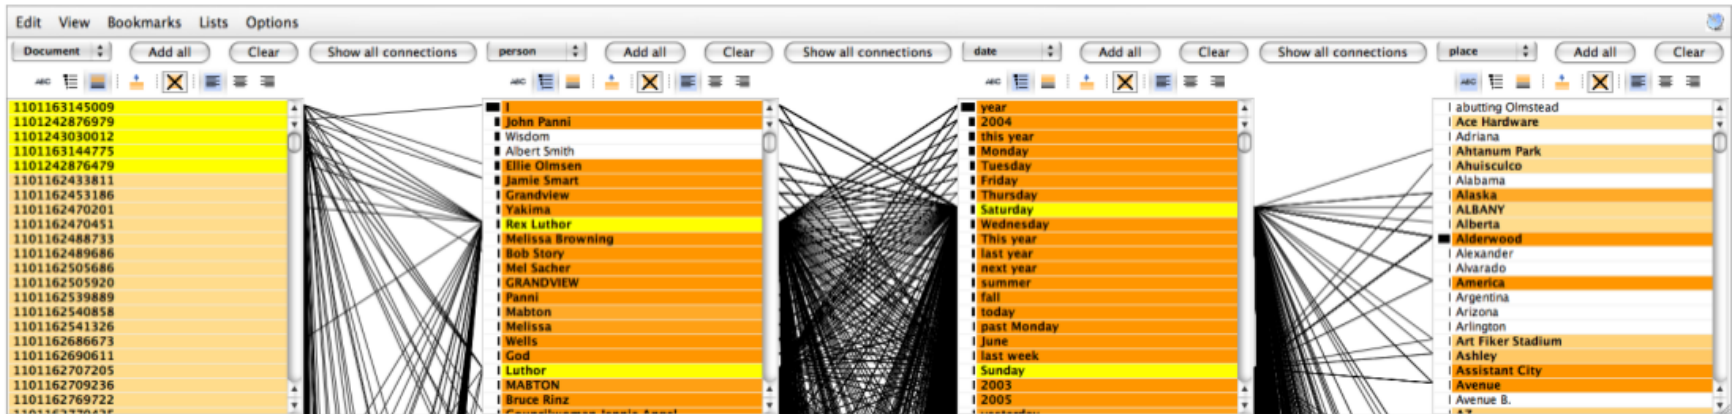 Edit View Bookmarks Lists Options
Document Add all Clear Show all connections person Add all Clear Show all connections date Add all Clear Show all connections place Add all Clear
ABC ABC ABC ABC
11011163145009 I year abutting Olmstead
1101242876979 John Panni 2004 Ace Hardware
1101243030012 Wisdom this year Adriana
1101163144775 Albert Smith Monday Ahtanum Park
1101242876479 Ellie Olmsen Tuesday Ahuisculco
1101162433811 Jamie Smart Friday Alabama
1101162453186 Grandview Thursday Alaska
1101162470201 Yakima Saturday ALBANY
1101162470451 Rex Luthor Wednesday Alberta
1101162488733 Melissa Browning This year Alderwood
1101162489686 Bob Story last year Alexander
1101162505686 Mel Sacher next year Alvarado
1101162505920 GRANDVIEW summer America
1101162539889 Panni fall Argentina
1101162540858 Mabton today Arizona
1101162541326 Melissa past Monday Arlington
1101162686673 Wells June Art Fiker Stadium
1101162690611 God last week Ashley
1101162707205 Luthor Sunday Assistant City
1101162709236 MABTON 2003 Avenue
1101162769722 Bruce Rinz 2005 Avenue B.